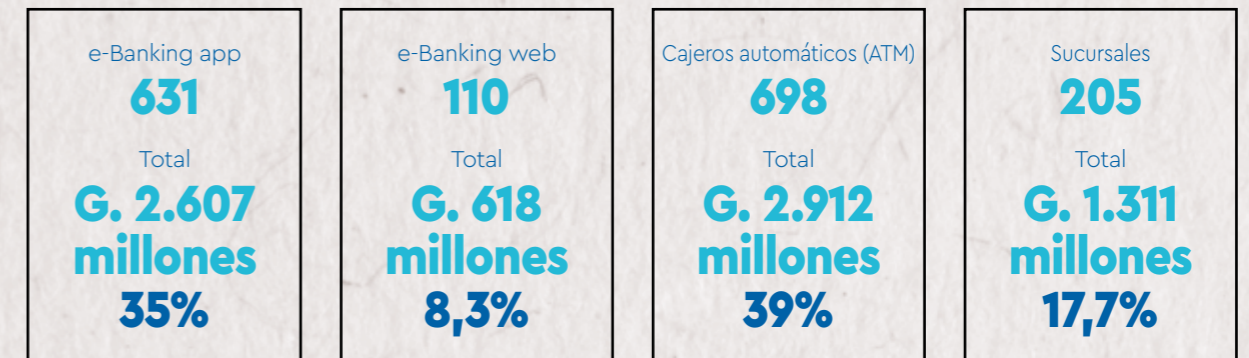 e-Banking app
631
Total
G. 2.607
millones
35%
e-Banking web
110
Total
G. 618
millones
8,3%
Cajeros automáticos (ATM)
698
Total
G. 2.912
millones
39%
Sucursales
205
Total
G. 1.311
millones
17,7%